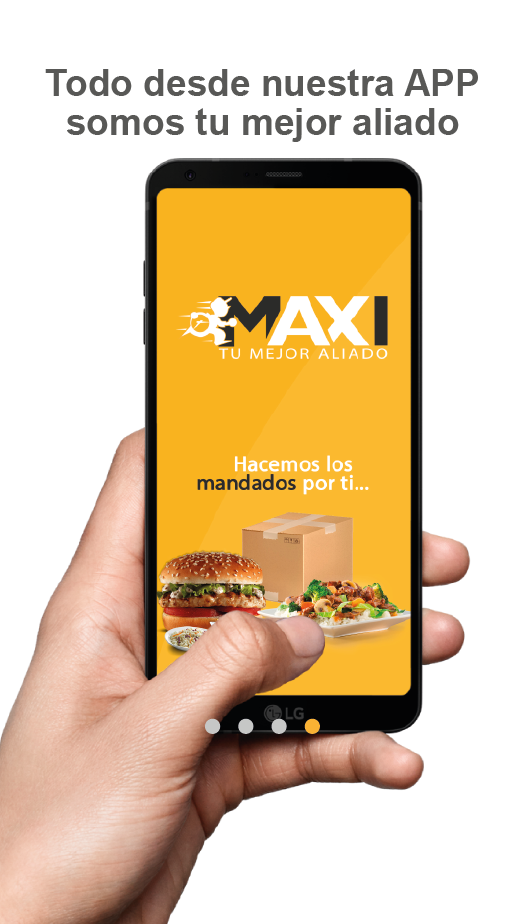 Todo desde nuestra APP
somos tu mejor aliado
MAXI
TU MEJOR ALIADO
Hacemos los
mandados por ti...
LG